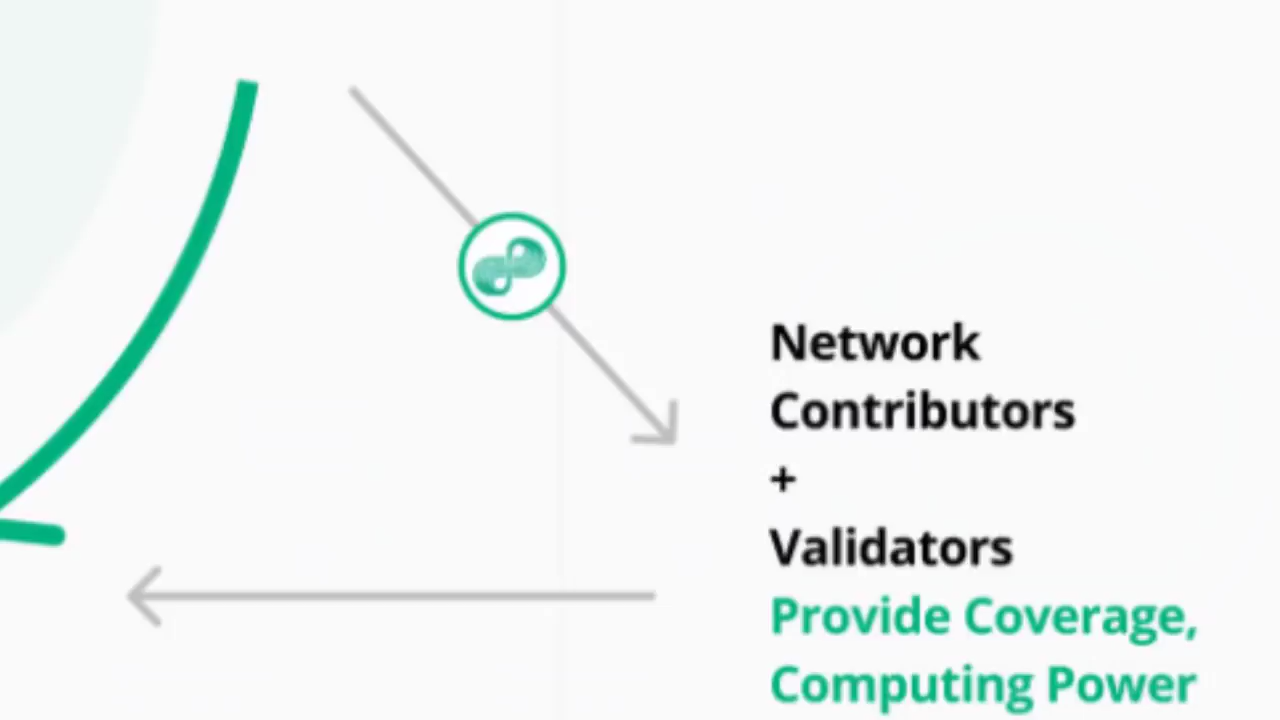 Network
Contributors
+
Validators
Provide Coverage,
Computing Power